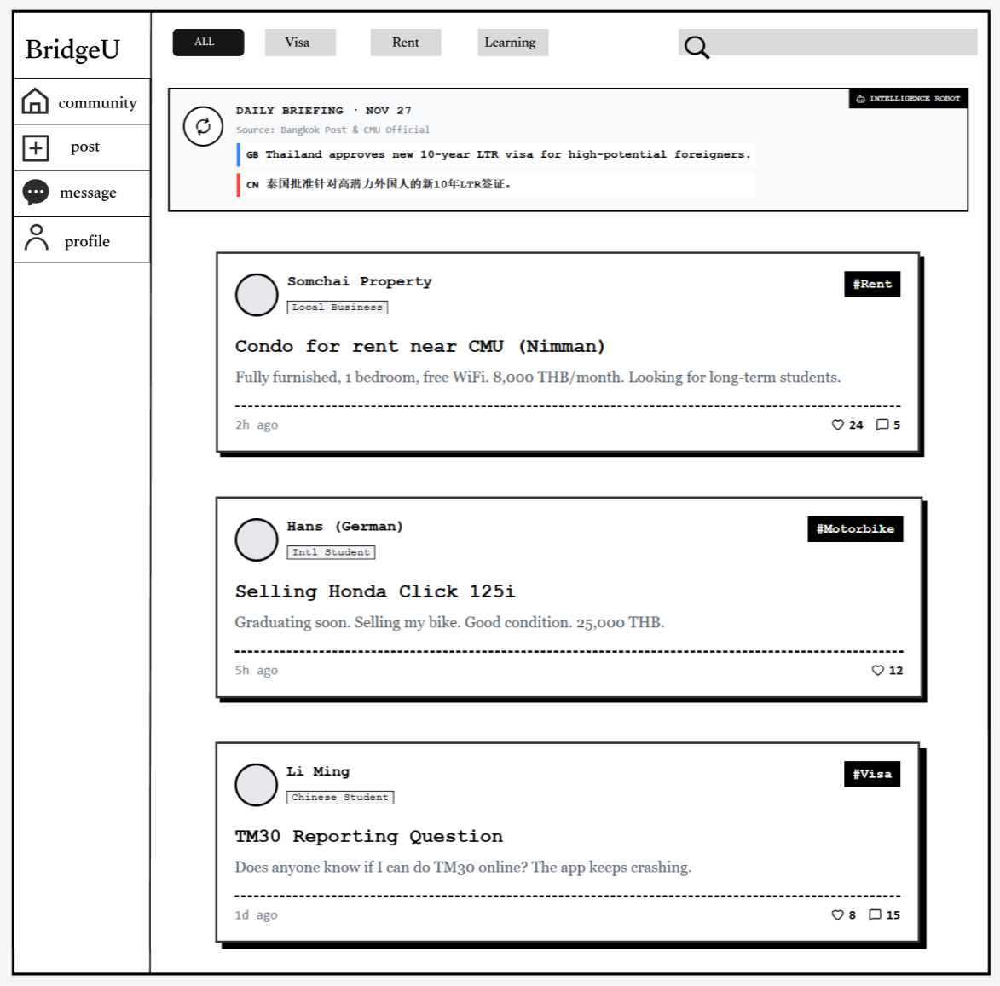 BridgeU
community
post
message
profile
ALL
Visa
Rent
Learning
INTELLIGENCE ROBOT
DAILY BRIEFING · NOV 27
Source: Bangkok Post & CMU Official
GB Thailand approves new 10-year LTR visa for high-potential foreigners.
CN 泰国批准针对高潜力外国人的新10年LTR签证。
Somchai Property
Local Business
#Rent
Condo for rent near CMU (Nimman)
Fully furnished, 1 bedroom, free WiFi. 8,000 THB/month. Looking for long-term students.
2h ago
24
5
Hans (German)
Intl Student
#Motorbike
Selling Honda Click 125i
Graduating soon. Selling my bike. Good condition. 25,000 THB.
5h ago
12
Li Ming
Chinese Student
#Visa
TM30 Reporting Question
Does anyone know if I can do TM30 online? The app keeps crashing.
1d ago
8
15